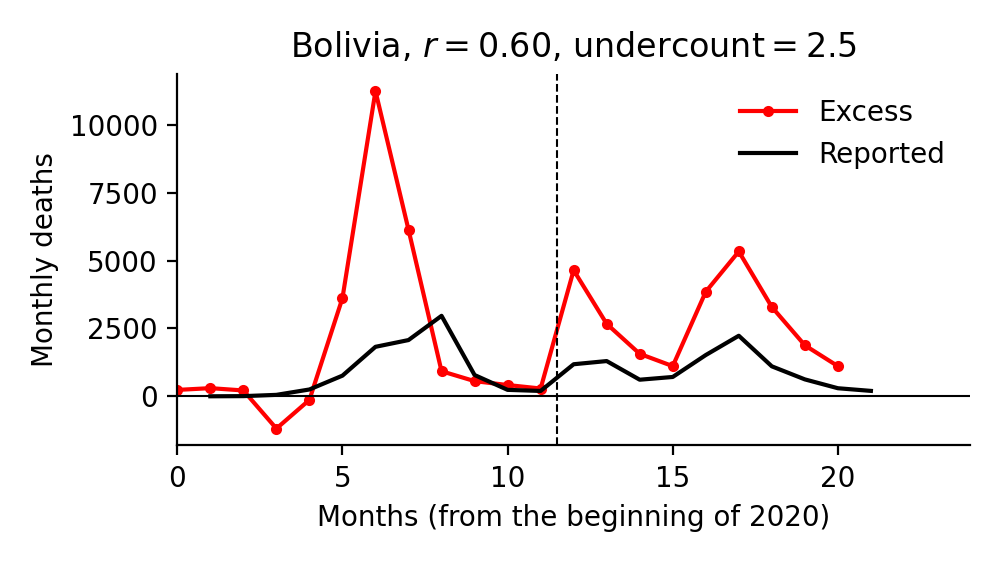 Bolivia, r = 0.60, undercount = 2.5
Excess
Reported
Monthly deaths
10000
7500
5000
2500
0
0 5 10 15 20
Months (from the beginning of 2020)